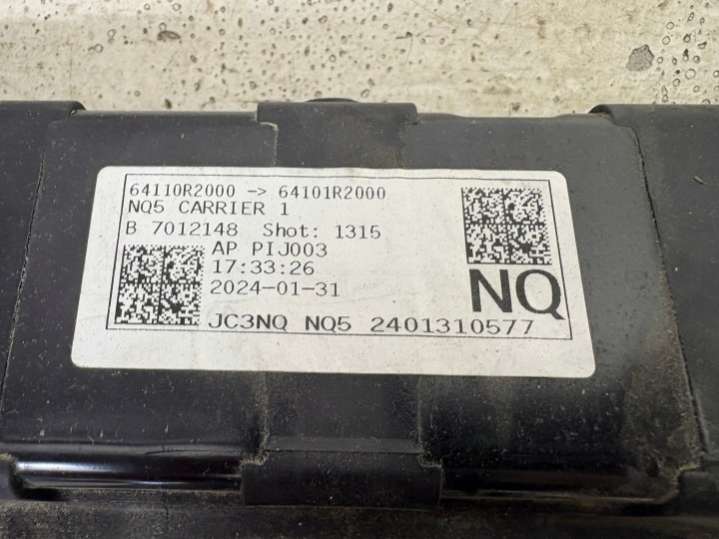 64110R2000 -> 64101R2000
NQ5 CARRIER 1
B 7012148 Shot: 1315
AP PIJ003
17:33:26
2024-01-31
NQ
JC3NQ NQ5 2401310577